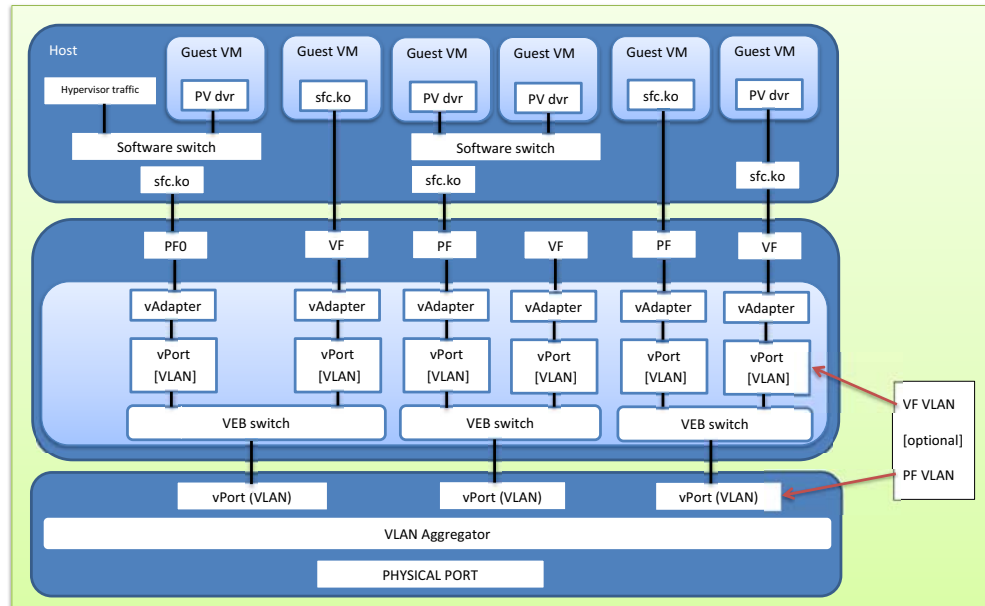 Host
Guest VM
Guest VM
Guest VM
Guest VM
Guest VM
Guest VM
Hypervisor traffic
PV dvr
sfc.ko
PV dvr
PV dvr
sfc.ko
PV dvr
Software switch
Software switch
sfc.ko
sfc.ko
sfc.ko
PF0
VF
PF
VF
PF
VF
vAdapter
vAdapter
vAdapter
vAdapter
vAdapter
vAdapter
vPort
[VLAN]
vPort
[VLAN]
vPort
[VLAN]
vPort
[VLAN]
vPort
[VLAN]
vPort
[VLAN]
VEB switch
VEB switch
VEB switch
VF VLAN
[optional]
PF VLAN
vPort (VLAN)
vPort (VLAN)
vPort (VLAN)
VLAN Aggregator
PHYSICAL PORT